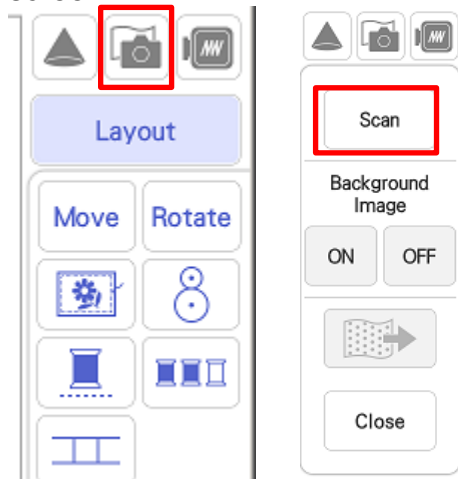 Layout
Move
Rotate
Scan
Background
Image
ON
OFF
Close